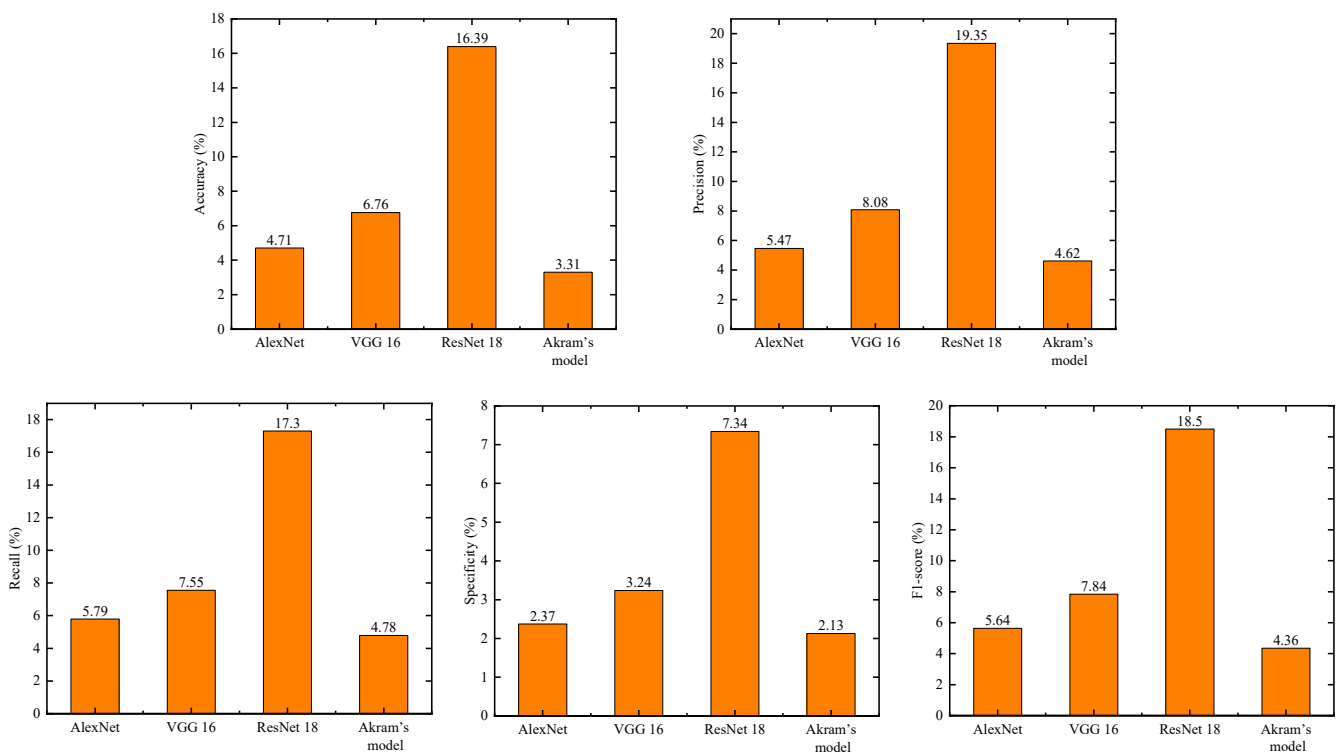 18
16
14
12
10
8
6
4
2
0
Accuracy (%)
4.71
6.76
16.39
3.31
AlexNet
VGG 16
ResNet 18
Akram's
model
20
18
16
14
12
10
8
6
4
2
0
Precision (%)
5.47
8.08
19.35
4.62
AlexNet
VGG 16
ResNet 18
Akram's
model
18
16
14
12
10
8
6
4
2
0
Recall (%)
5.79
7.55
17.3
4.78
AlexNet
VGG 16
ResNet 18
Akram's
model
8
7
6
5
4
3
2
1
0
Specificity (%)
2.37
3.24
7.34
2.13
AlexNet
VGG 16
ResNet 18
Akram's
model
20
18
16
14
12
10
8
6
4
2
0
F1-score (%)
5.64
7.84
18.5
4.36
AlexNet
VGG 16
ResNet 18
Akram's
model